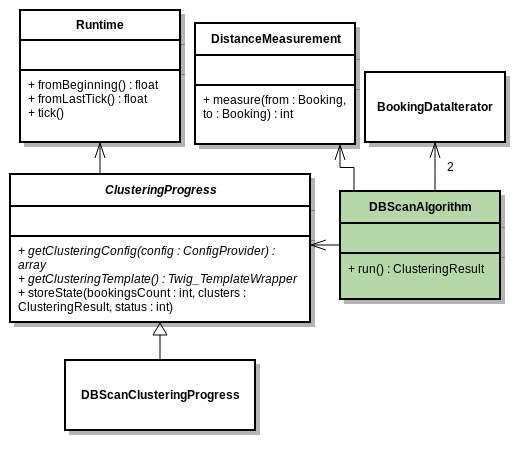 Runtime
+ fromBeginning() : float
+ fromLastTick() : float
+ tick()
DistanceMeasurement
+ measure(from : Booking,
to : Booking) : int
BookingDataIterator
2
ClusteringProgress
+ getClusteringConfig(config : ConfigProvider) :
array
+ getClusteringTemplate() : Twig_TemplateWrapper
+ storeState(bookingsCount : int, clusters :
ClusteringResult, status : int)
DBScanAlgorithm
+ run() : ClusteringResult
DBScanClusteringProgress